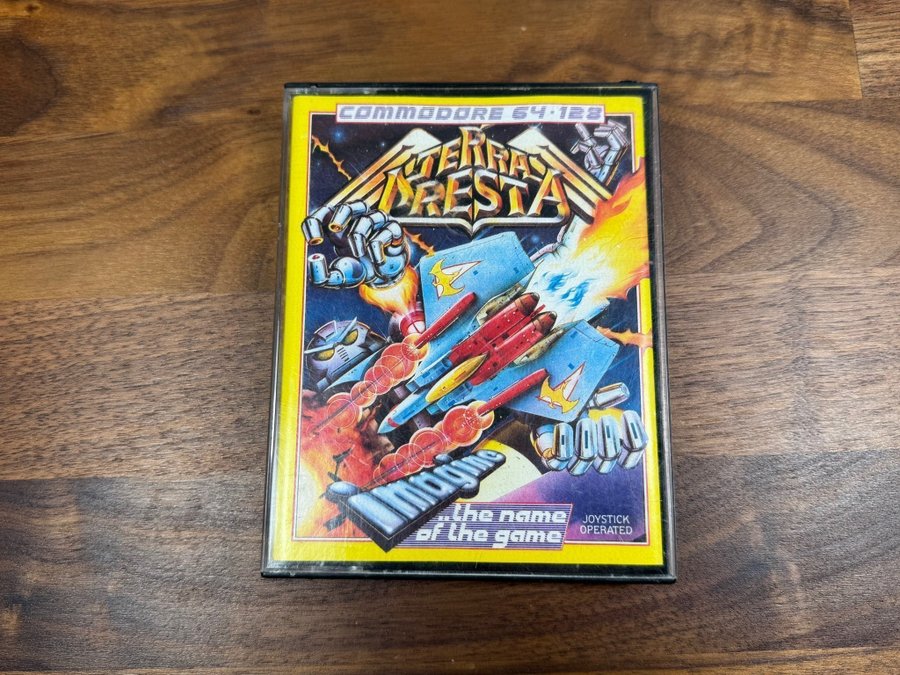 COMMODORE 64·128
TERRA
CRESTA
Imagine
...the name
of the game
JOYSTICK
OPERATED